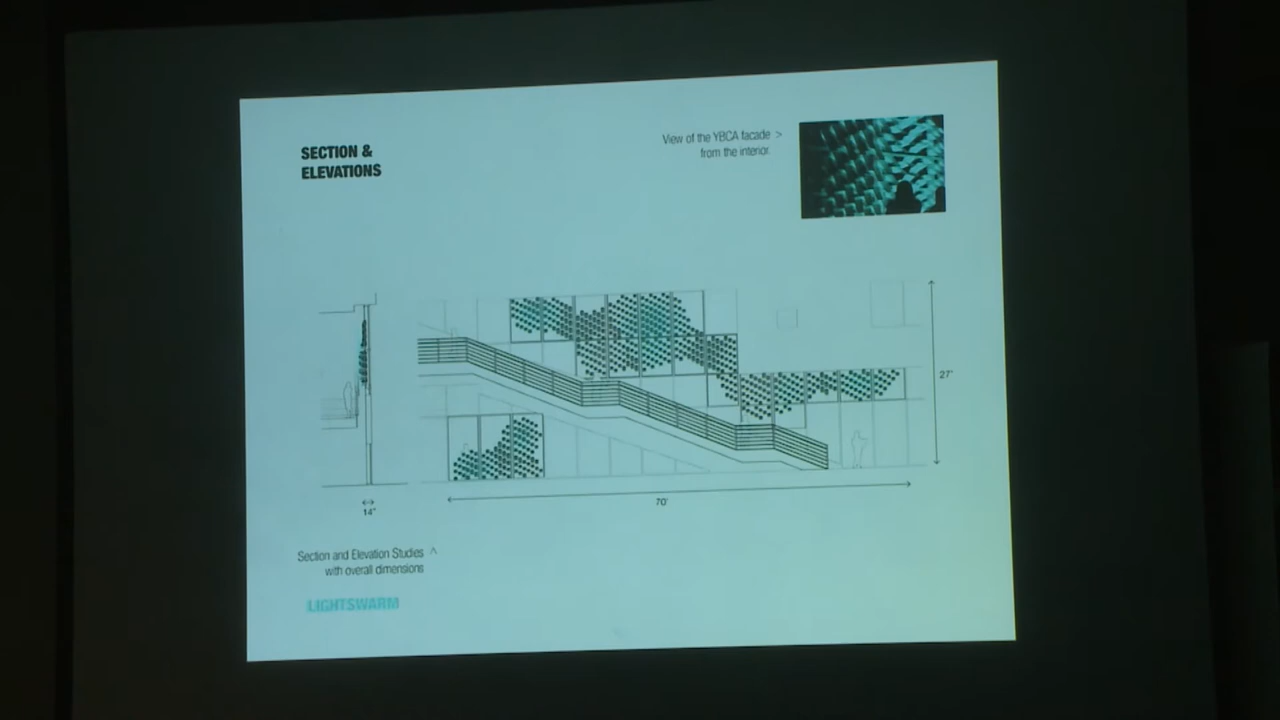 SECTION &
ELEVATIONS
View of the YBCA facade >
from the interior.
27'
70'
14"
Section and Elevation Studies ^
with overall dimensions
LIGHTSWARM